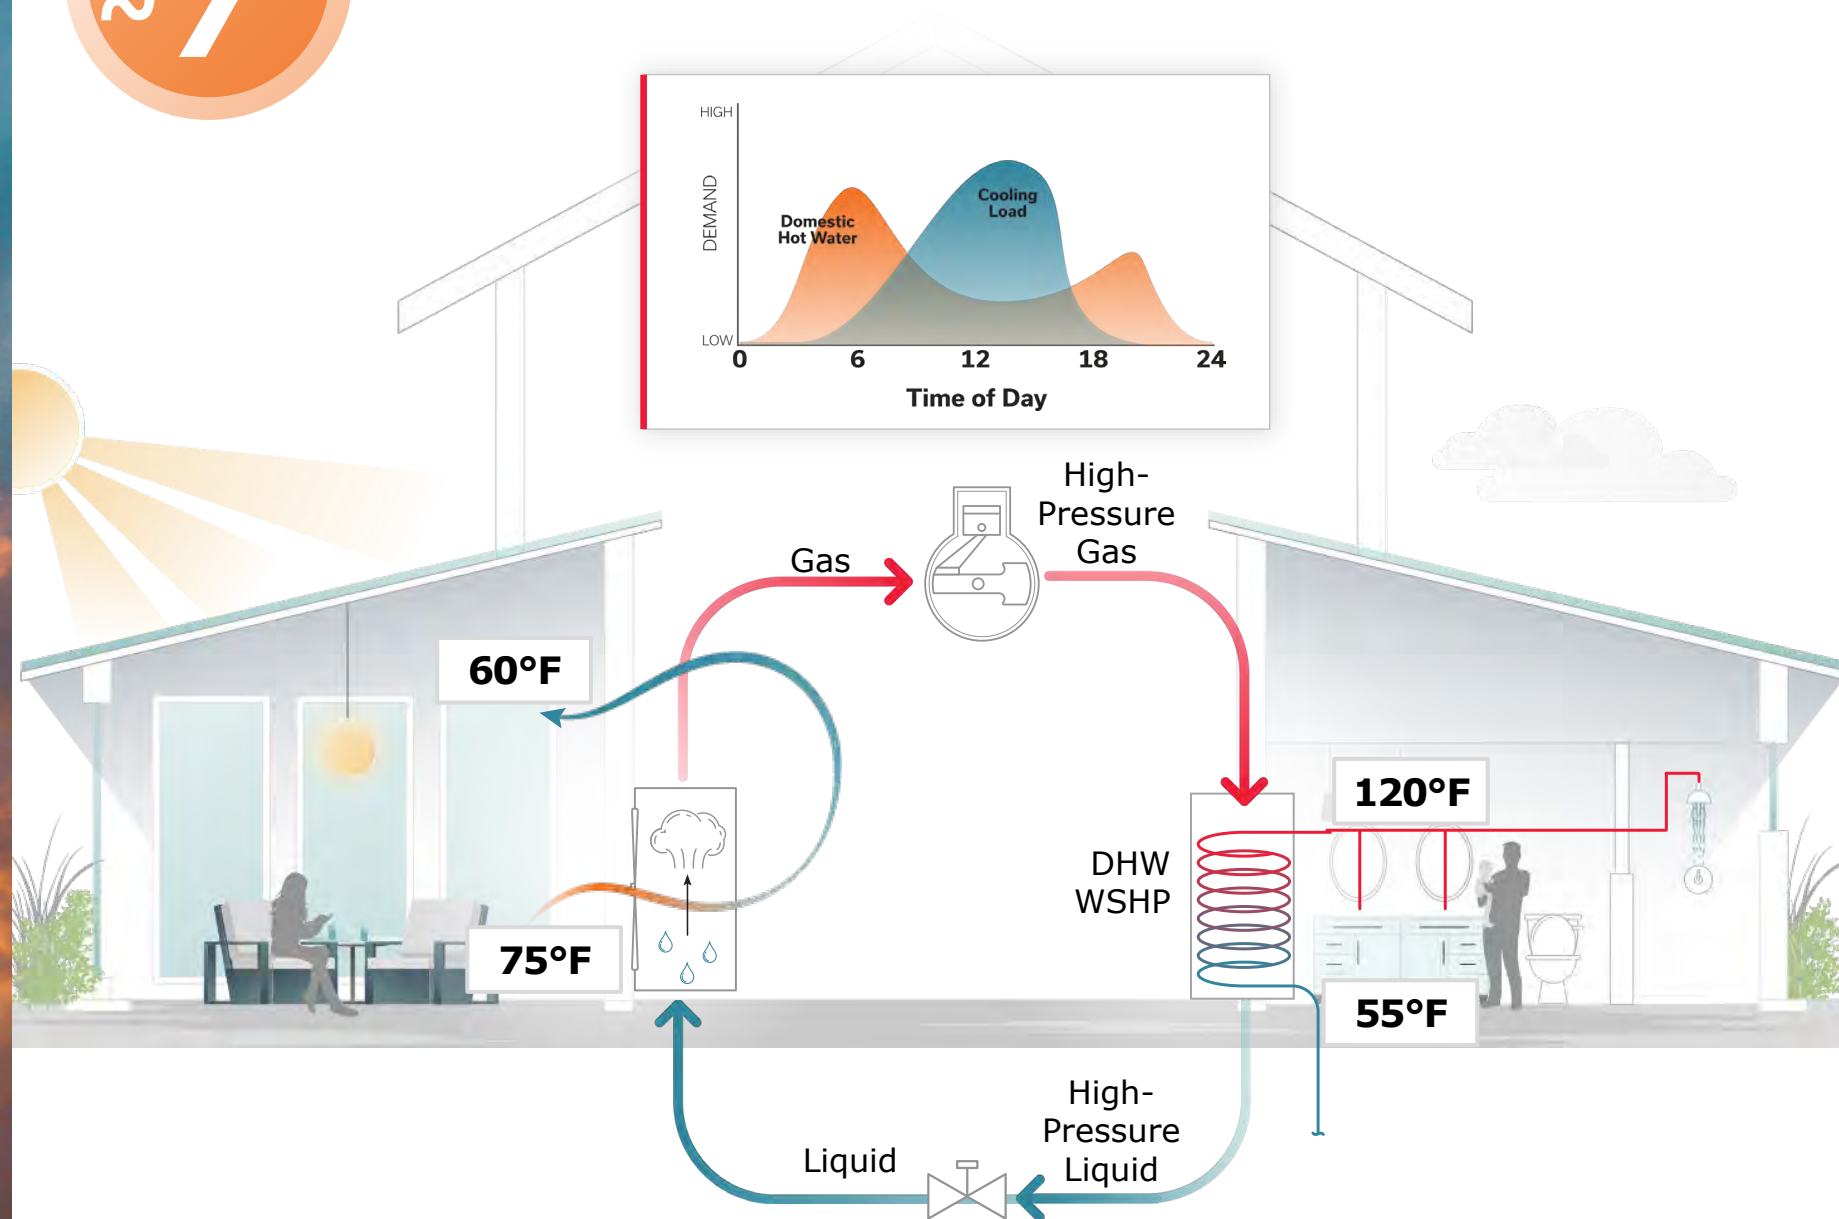 ~7
HIGH
DEMAND
LOW
Domestic
Hot Water
Cooling
Load
0 6 12 18 24
Time of Day
High-
Pressure
Gas
Gas
60°F
120°F
DHW
WSHP
75°F
55°F
High-
Pressure
Liquid
Liquid